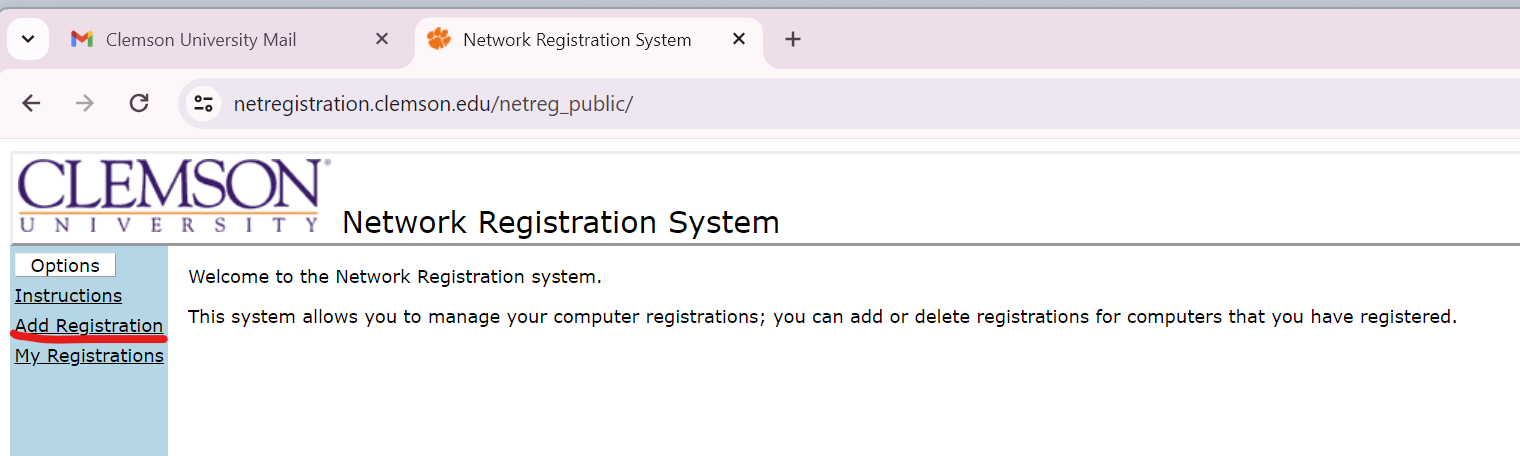 Clemson University Mail
Network Registration System
netregistration.clemson.edu/netreg_public/
CLEMSON®
UNIVERSITY
Network Registration System
Options
Instructions
Add Registration
My Registrations
Welcome to the Network Registration system.
This system allows you to manage your computer registrations; you can add or delete registrations for computers that you have registered.